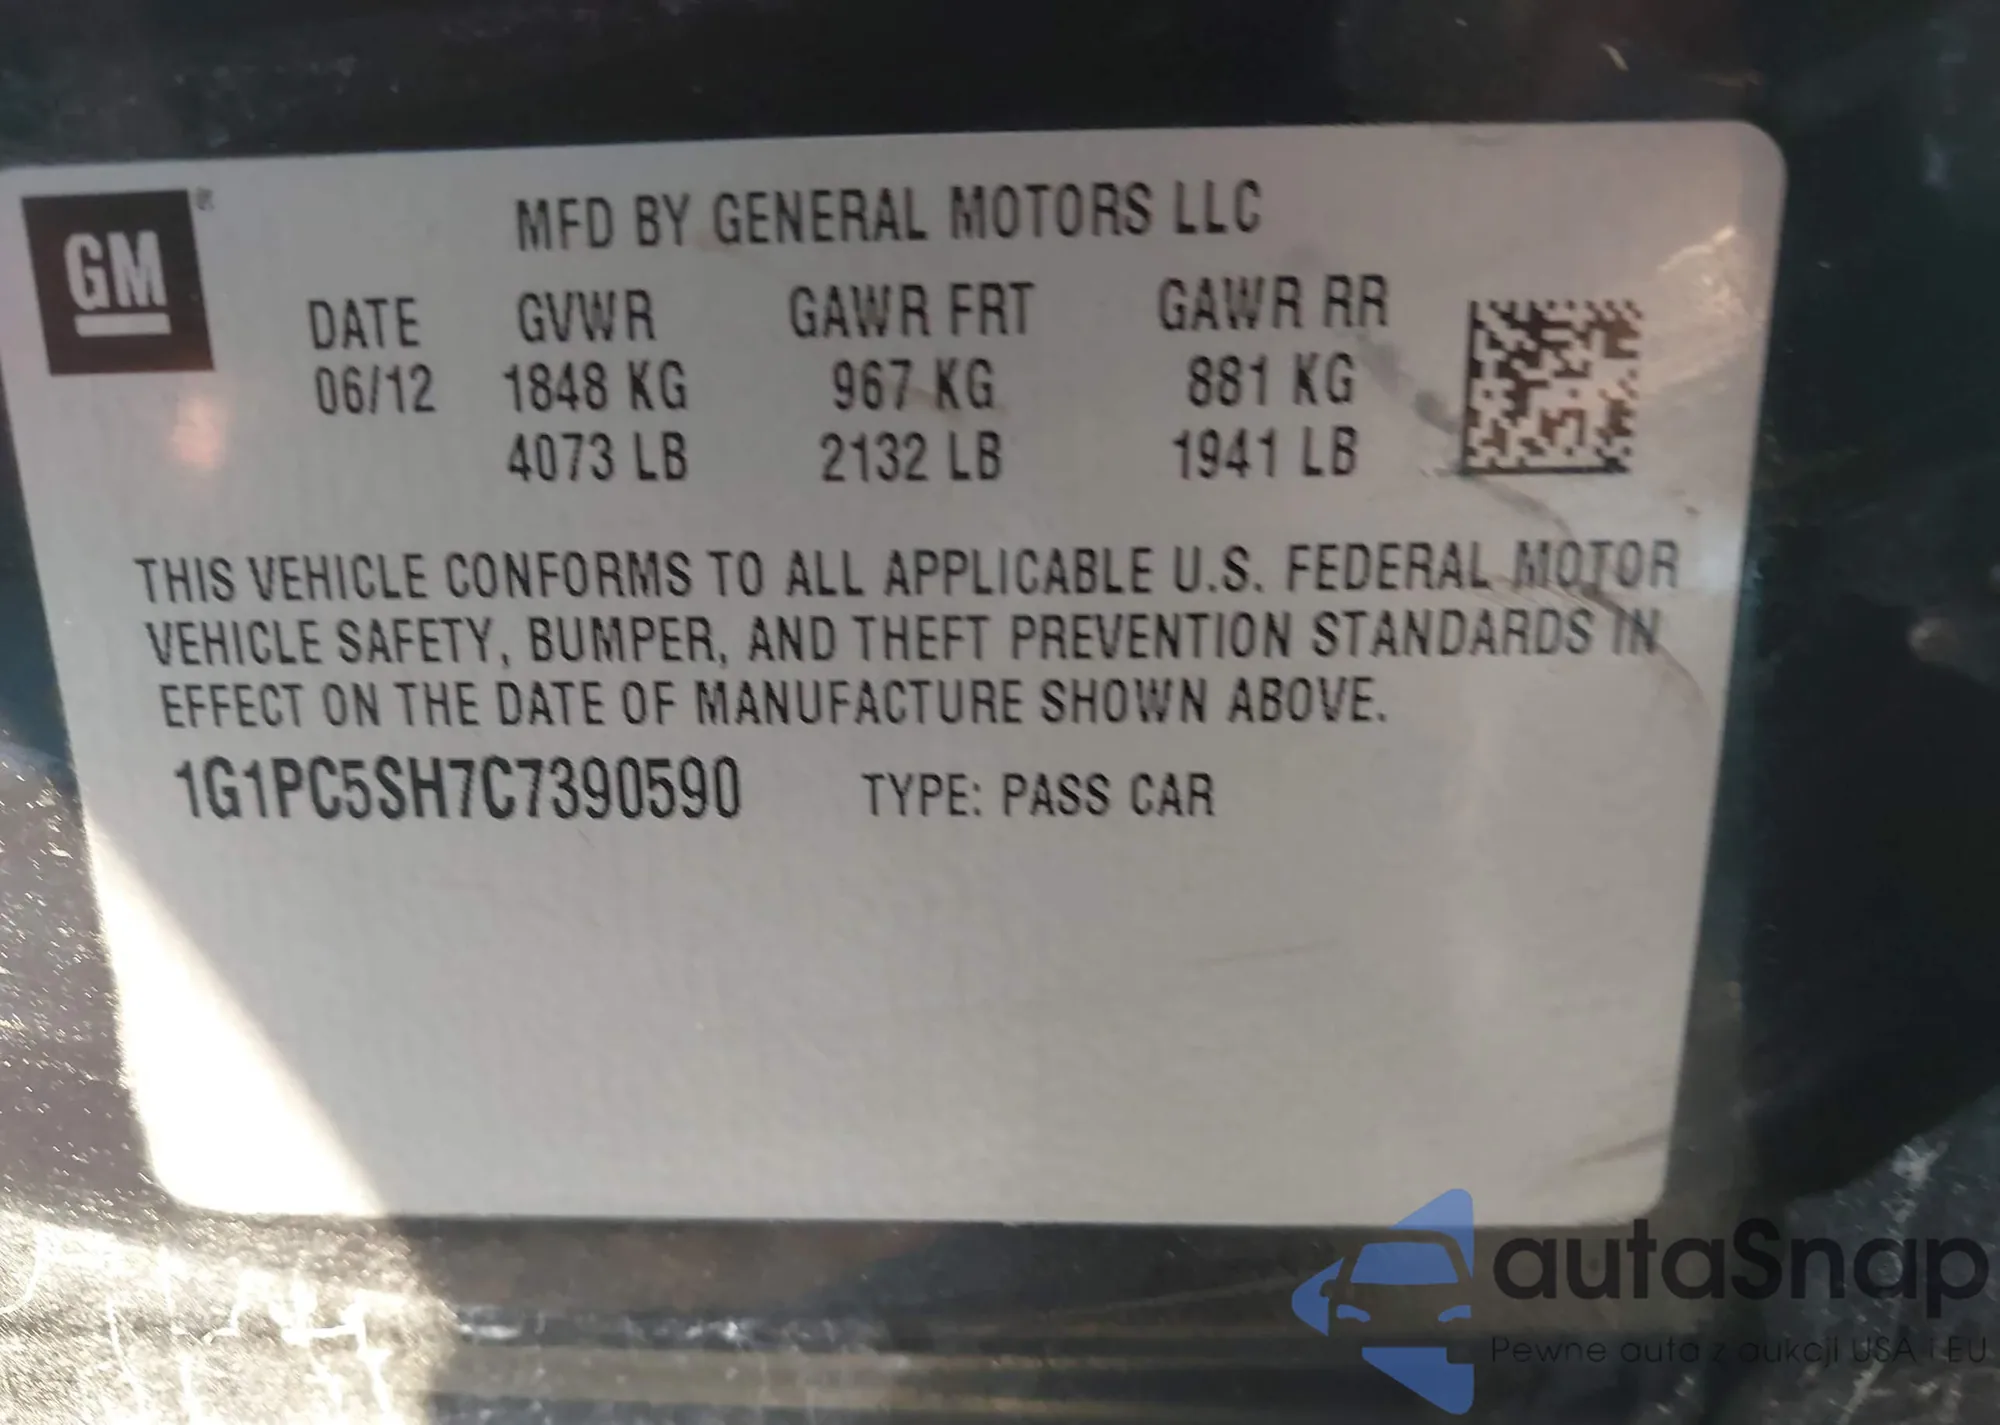 GM
MFD BY GENERAL MOTORS LLC
DATE GVWR GAWR FRT GAWR RR
06/12 1848 KG 967 KG 881 KG
4073 LB 2132 LB 1941 LB
THIS VEHICLE CONFORMS TO ALL APPLICABLE U.S. FEDERAL MOTOR
VEHICLE SAFETY, BUMPER, AND THEFT PREVENTION STANDARDS IN
EFFECT ON THE DATE OF MANUFACTURE SHOWN ABOVE.
1G1PC5SH7C7390590 TYPE: PASS CAR
autaSnap
Pewne auta z aukcji USA i EU